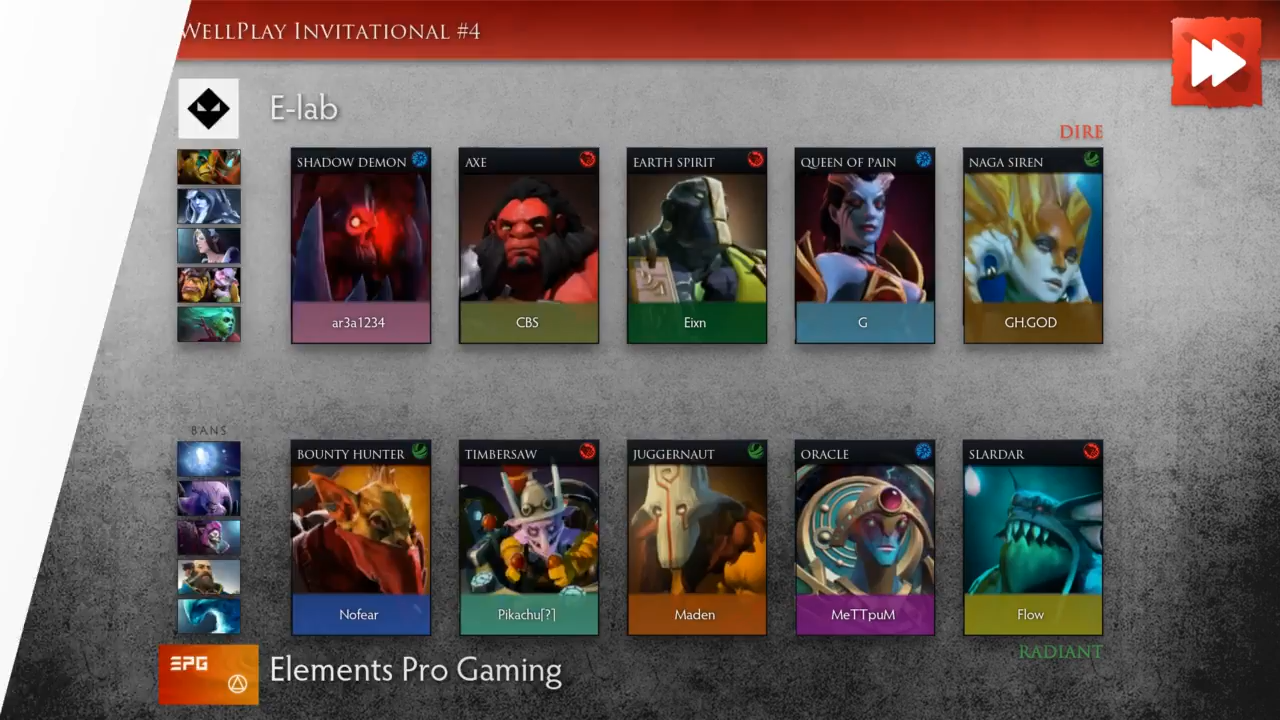 WELLPLAY INVITATIONAL #4
E-lab
DIRE
SHADOW DEMON
AXE
EARTH SPIRIT
QUEEN OF PAIN
NAGA SIREN
ar3a1234
CBS
Eixn
G
GH.GOD
BANS
BOUNTY HUNTER
TIMBERSAW
JUGGERNAUT
ORACLE
SLARDAR
Nofear
Pikachu[?]
Maden
MeTTpuM
Flow
RADIANT
EPG
Elements Pro Gaming